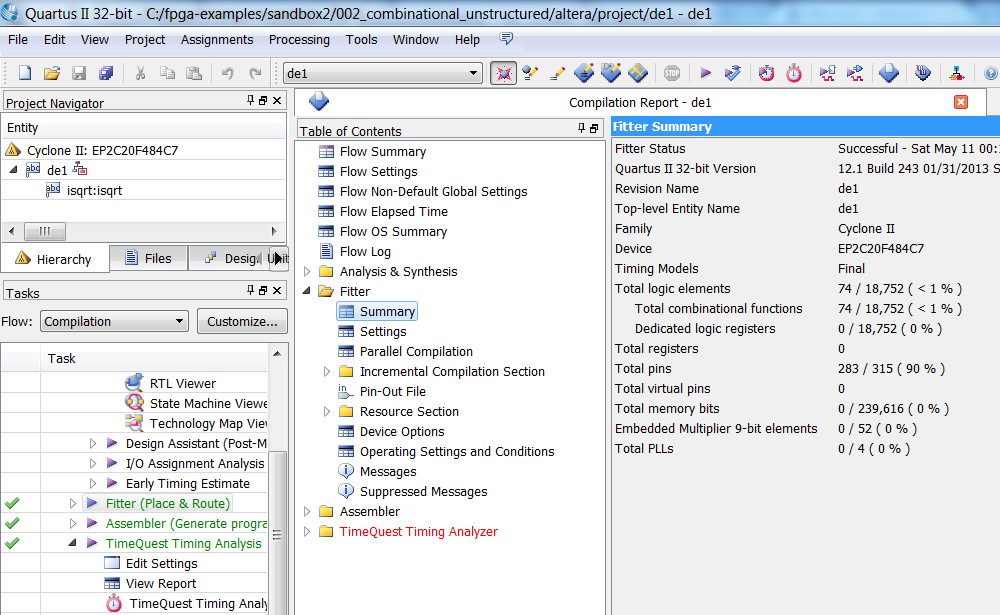 Quartus II 32-bit - C:/fpga-examples/sandbox2/002_combinational_unstructured/altera/project/de1 - de1
File Edit View Project Assignments Processing Tools Window Help
de1
STOP
Project Navigator
Entity
Cyclone II: EP2C20F484C7
abd de1
abd isqrt:isqrt
Hierarchy Files Design Unit
Tasks
Flow: Compilation Customize...
Task
RTL Viewer
State Machine Viewe
Technology Map Vie
Design Assistant (Post-M
I/O Assignment Analysis
Early Timing Estimate
Fitter (Place & Route)
Assembler (Generate progra
TimeQuest Timing Analysis
Edit Settings
View Report
TimeQuest Timing Analy
Compilation Report - de1
Table of Contents
Flow Summary
Flow Settings
Flow Non-Default Global Settings
Flow Elapsed Time
Flow OS Summary
Flow Log
Analysis & Synthesis
Fitter
Summary
Settings
Parallel Compilation
Incremental Compilation Section
in_ Pin-Out File
Resource Section
Device Options
Operating Settings and Conditions
Messages
Suppressed Messages
Assembler
TimeQuest Timing Analyzer
Fitter Summary
Fitter Status Successful - Sat May 11 00:
Quartus II 32-bit Version 12.1 Build 243 01/31/2013 S
Revision Name de1
Top-level Entity Name de1
Family Cyclone II
Device EP2C20F484C7
Timing Models Final
Total logic elements 74 / 18,752 ( < 1 % )
Total combinational functions 74 / 18,752 ( < 1 % )
Dedicated logic registers 0 / 18,752 ( 0 % )
Total registers 0
Total pins 283 / 315 ( 90 % )
Total virtual pins 0
Total memory bits 0 / 239,616 ( 0 % )
Embedded Multiplier 9-bit elements 0 / 52 ( 0 % )
Total PLLs 0 / 4 ( 0 % )